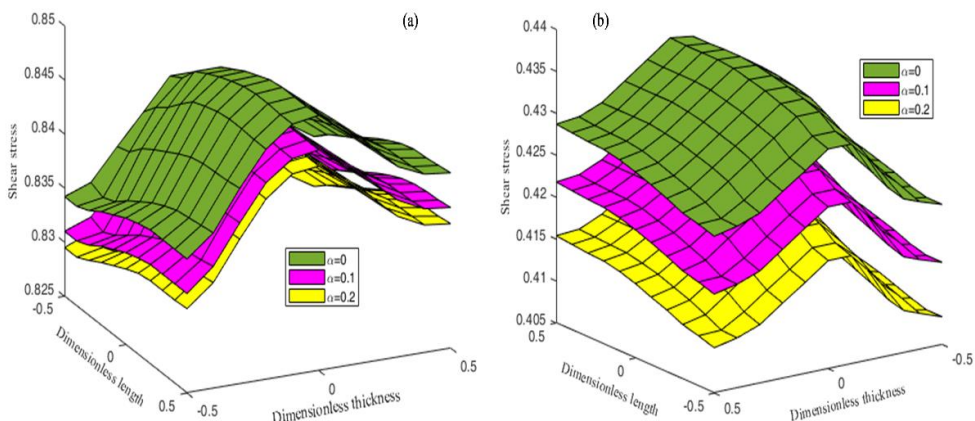 (a)
0.85
0.845
0.84
0.835
0.83
0.825
Shear stress
α=0
α=0.1
α=0.2
-0.5
0
0.5
Dimensionless length
-0.5
0
0.5
Dimensionless thickness
(b)
0.44
0.435
0.43
0.425
0.42
0.415
0.41
0.405
Shear stress
α=0
α=0.1
α=0.2
0.5
0
-0.5
Dimensionless length
0.5
0
-0.5
Dimensionless thickness